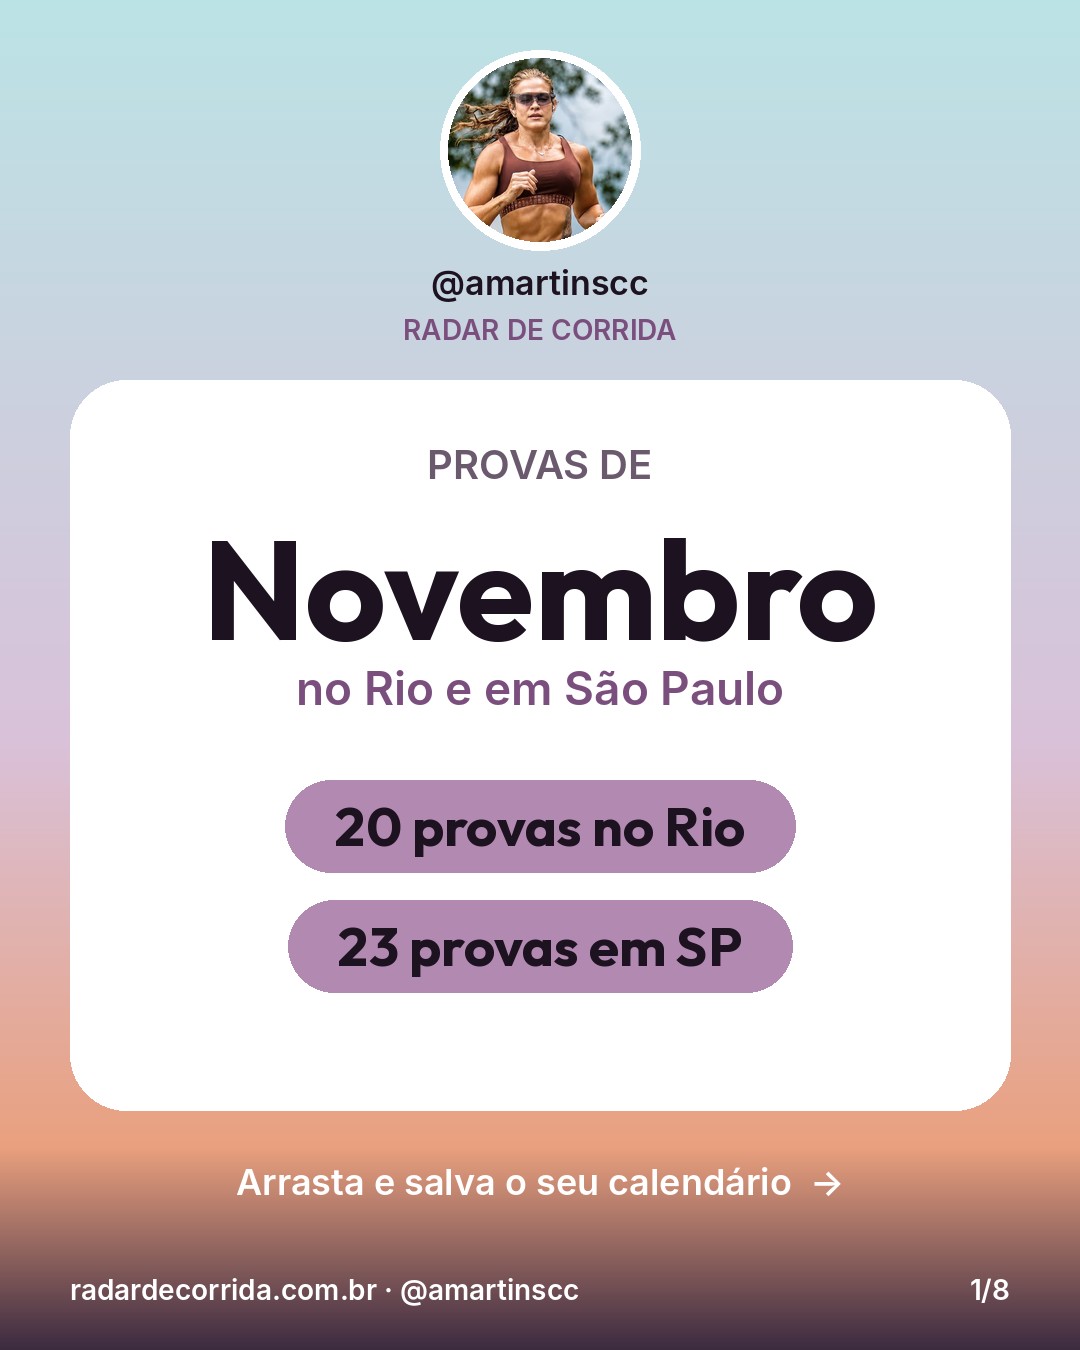 @amartinscc
RADAR DE CORRIDA
PROVAS DE
Novembro
no Rio e em São Paulo
20 provas no Rio
23 provas em SP
Arrasta e salva o seu calendário →
radardecorrida.com.br · @amartinscc
1/8